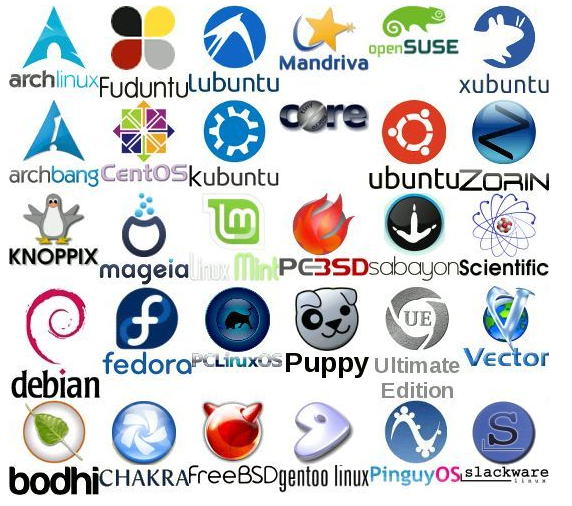 archlinux
Fuduntu
Lubuntu
Mandriva
openSUSE
xubuntu
archbang
CentOS
kubuntu
core
ubuntu
ZORIN
KNOPPIX
mageia
Linux Mint
PCBSD
sabayon
Scientific
debian
fedora
PCLinuxOS
Puppy
UE
Ultimate
Edition
Vector
bodhi
CHAKRA
FreeBSD
gentoo linux
PinguyOS
S
slackware
linux